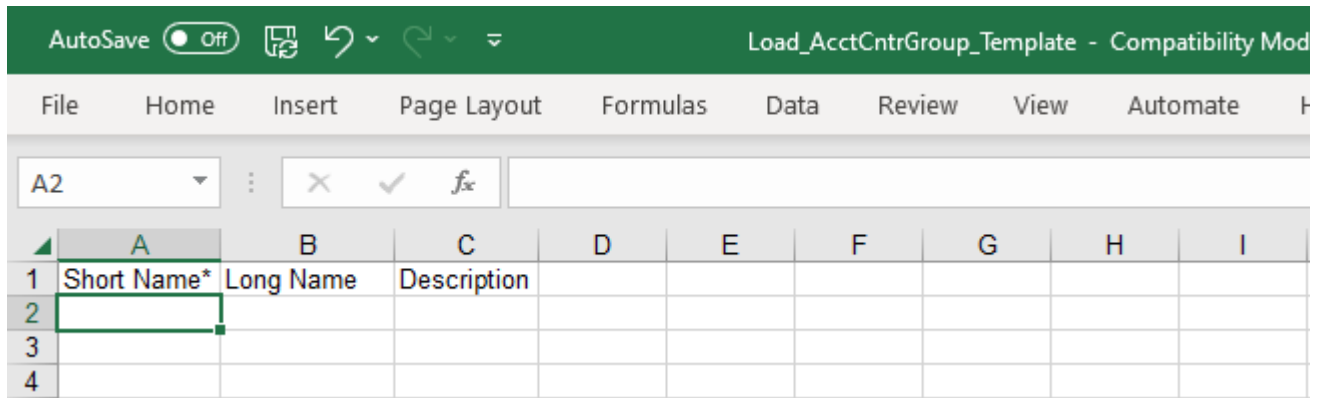 AutoSave Off Load_AcctCntrGroup_Template - Compatibility Mod
File Home Insert Page Layout Formulas Data Review View Automate
A2 fx
A B C D E F G H I
1 Short Name* Long Name Description
2
3
4